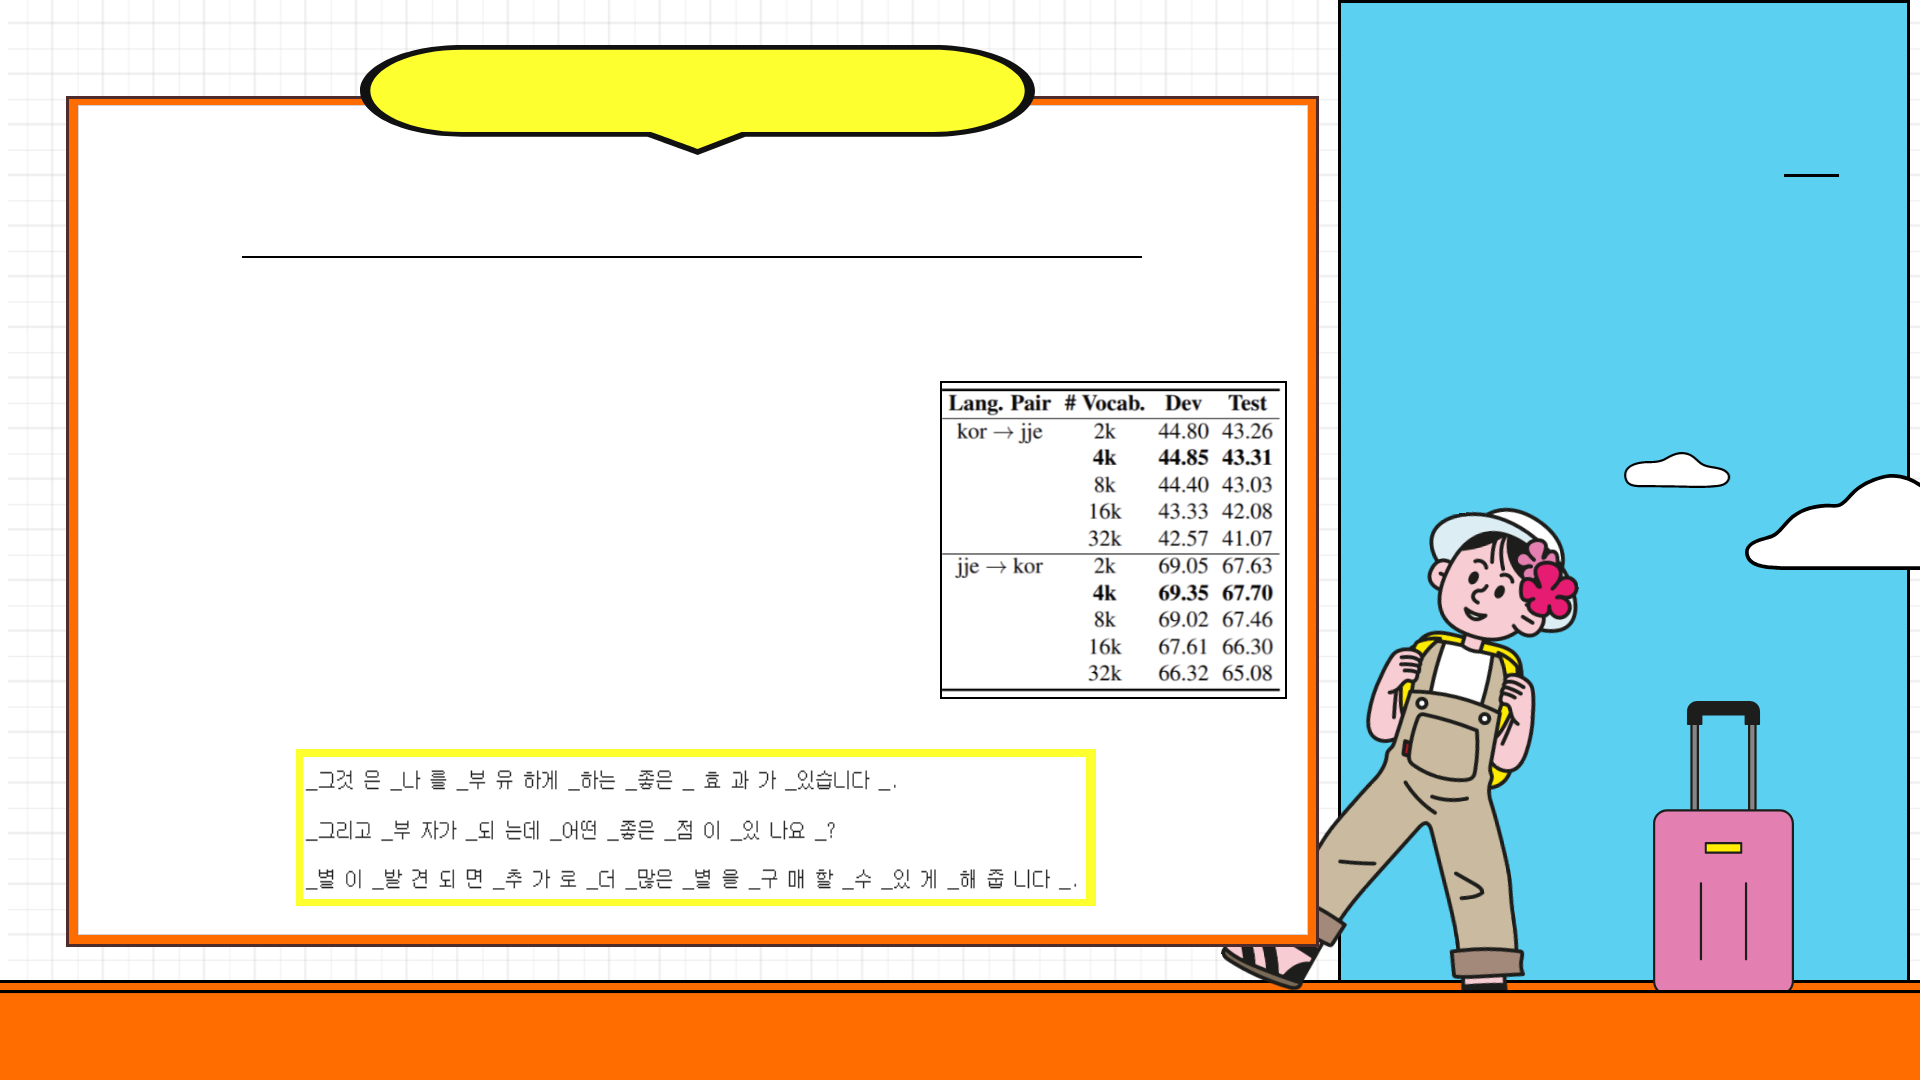 Lang. Pair # Vocab. Dev Test
kor → jje 2k 44.80 43.26
4k 44.85 43.31
8k 44.40 43.03
16k 43.33 42.08
32k 42.57 41.07
jje → kor 2k 69.05 67.63
4k 69.35 67.70
8k 69.02 67.46
16k 67.61 66.30
32k 66.32 65.08
_그것 은 _나 를 _부 유 하게 _하는 _좋은 _ 효 과 가 _있습니다 _.
_그리고 _부 자가 _되 는데 _어떤 _좋은 _점 이 _있 나요 _?
_별 이 _발 견 되 면 _추 가 로 _더 _많은 _별 을 _구 매 할 _수 _있 게 _해 줍 니다 _.